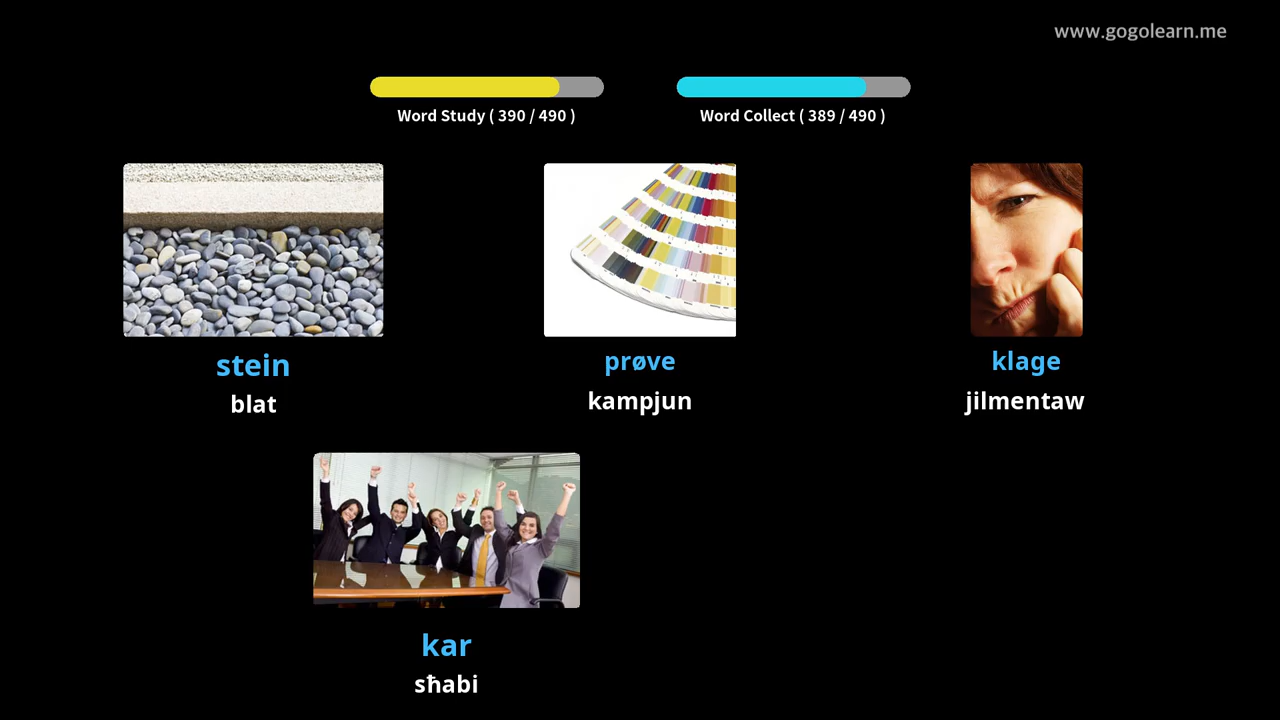 www.gogolearn.me
Word Study ( 390 / 490 )
Word Collect ( 389 / 490 )
stein
blat
prøve
kampjun
klage
jilmentaw
kar
sħabi